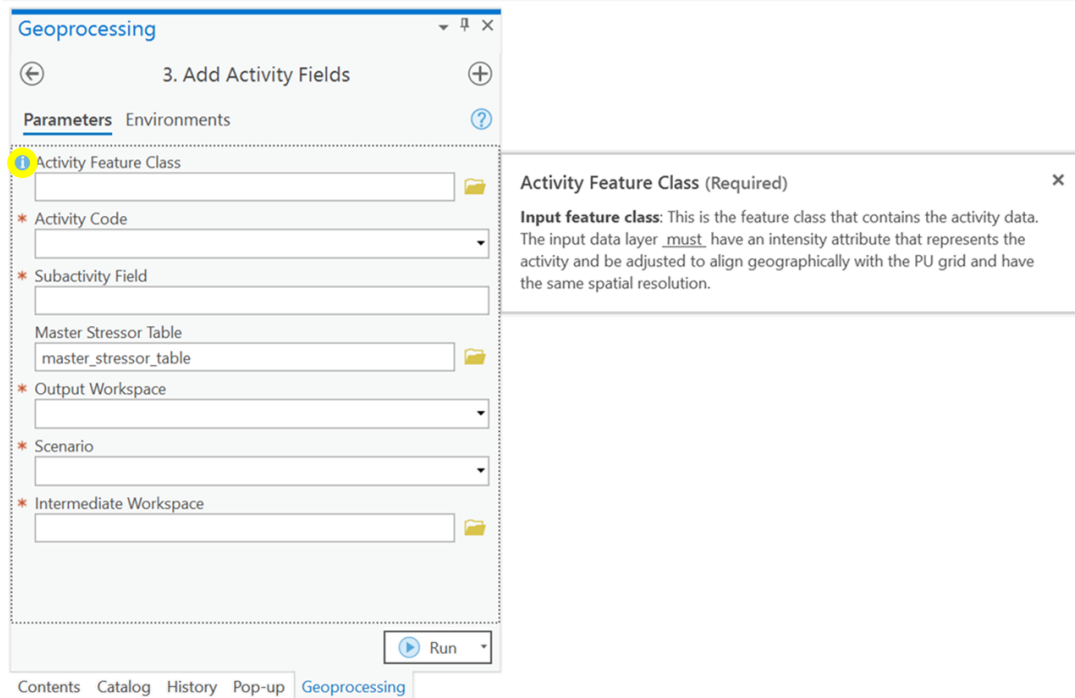 Geoprocessing
3. Add Activity Fields
Parameters Environments
Activity Feature Class
* Activity Code
* Subactivity Field
Master Stressor Table
master_stressor_table
* Output Workspace
* Scenario
* Intermediate Workspace
Run
Contents Catalog History Pop-up Geoprocessing
Activity Feature Class (Required)
Input feature class: This is the feature class that contains the activity data.
The input data layer must have an intensity attribute that represents the
activity and be adjusted to align geographically with the PU grid and have
the same spatial resolution.